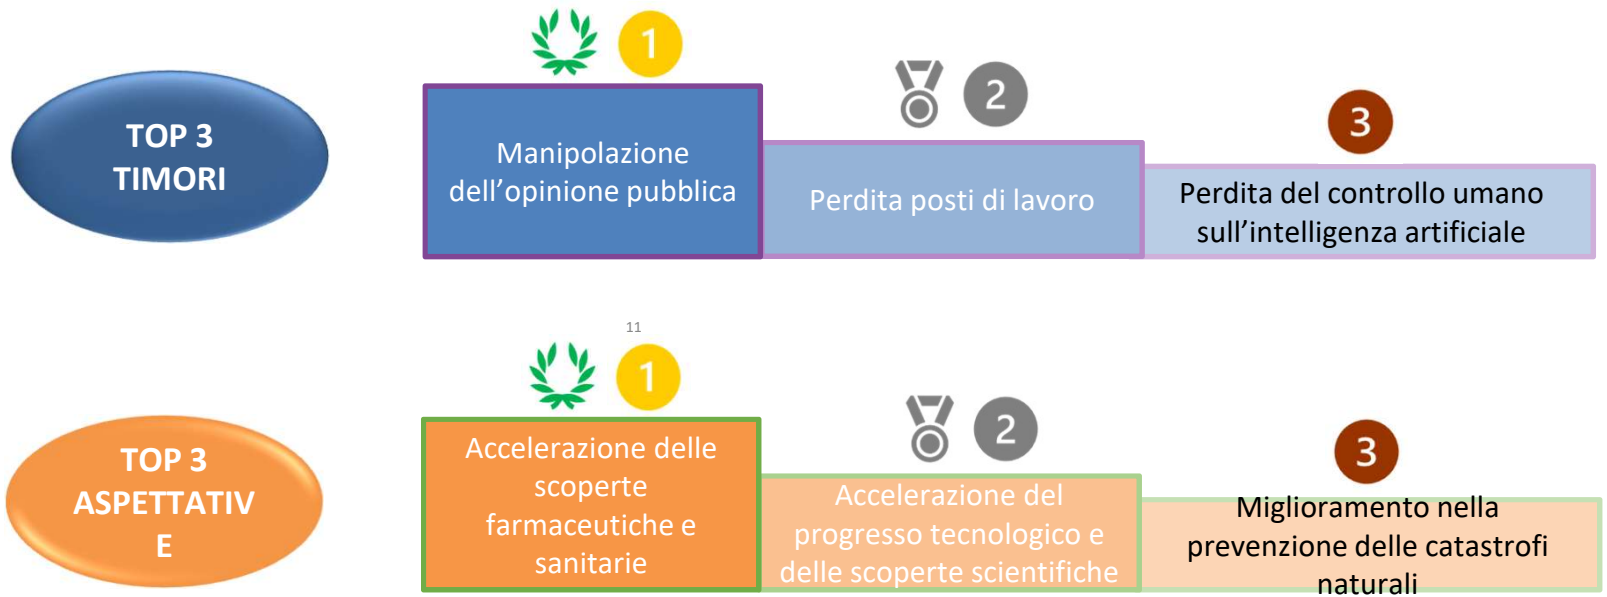 1
2
3
TOP 3
TIMORI
Manipolazione
dell’opinione pubblica
Perdita posti di lavoro
Perdita del controllo umano
sull’intelligenza artificiale
11
1
2
3
TOP 3
ASPETTATIV
E
Accelerazione delle
scoperte
farmaceutiche e
sanitarie
Accelerazione del
progresso tecnologico e
delle scoperte scientifiche
Miglioramento nella
prevenzione delle catastrofi
naturali